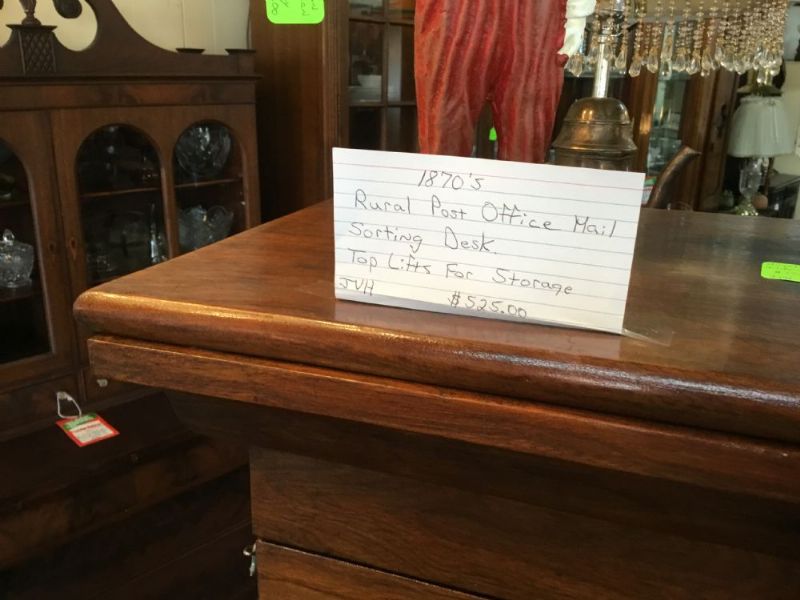 1870's
Rural Post Office Mail
Sorting Desk.
Top Lifts For Storage
JVH $525.00